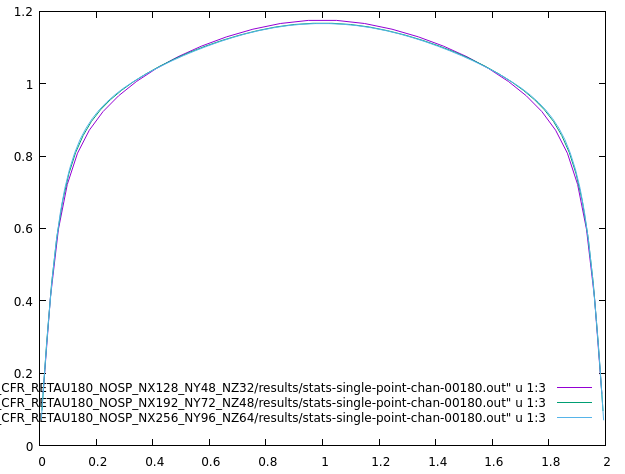 1.2
1
0.8
0.6
0.4
0.2
0
_CFR_RETAU180_NOSP_NX128_NY48_NZ32/results/stats-single-point-chan-00180.out" u 1:3
_CFR_RETAU180_NOSP_NX192_NY72_NZ48/results/stats-single-point-chan-00180.out" u 1:3
_CFR_RETAU180_NOSP_NX256_NY96_NZ64/results/stats-single-point-chan-00180.out" u 1:3
0 0.2 0.4 0.6 0.8 1 1.2 1.4 1.6 1.8 2